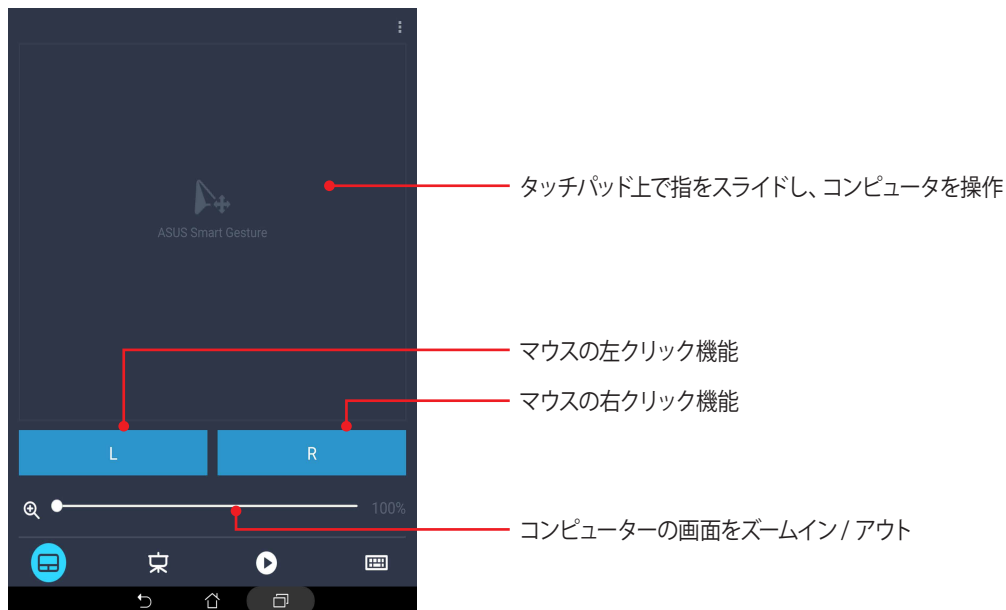 タッチパッド上で指をスライドし、コンピュータを操作
ASUS Smart Gesture
マウスの左クリック機能
マウスの右クリック機能
L
R
100%
コンピューターの画面をズームイン / アウト